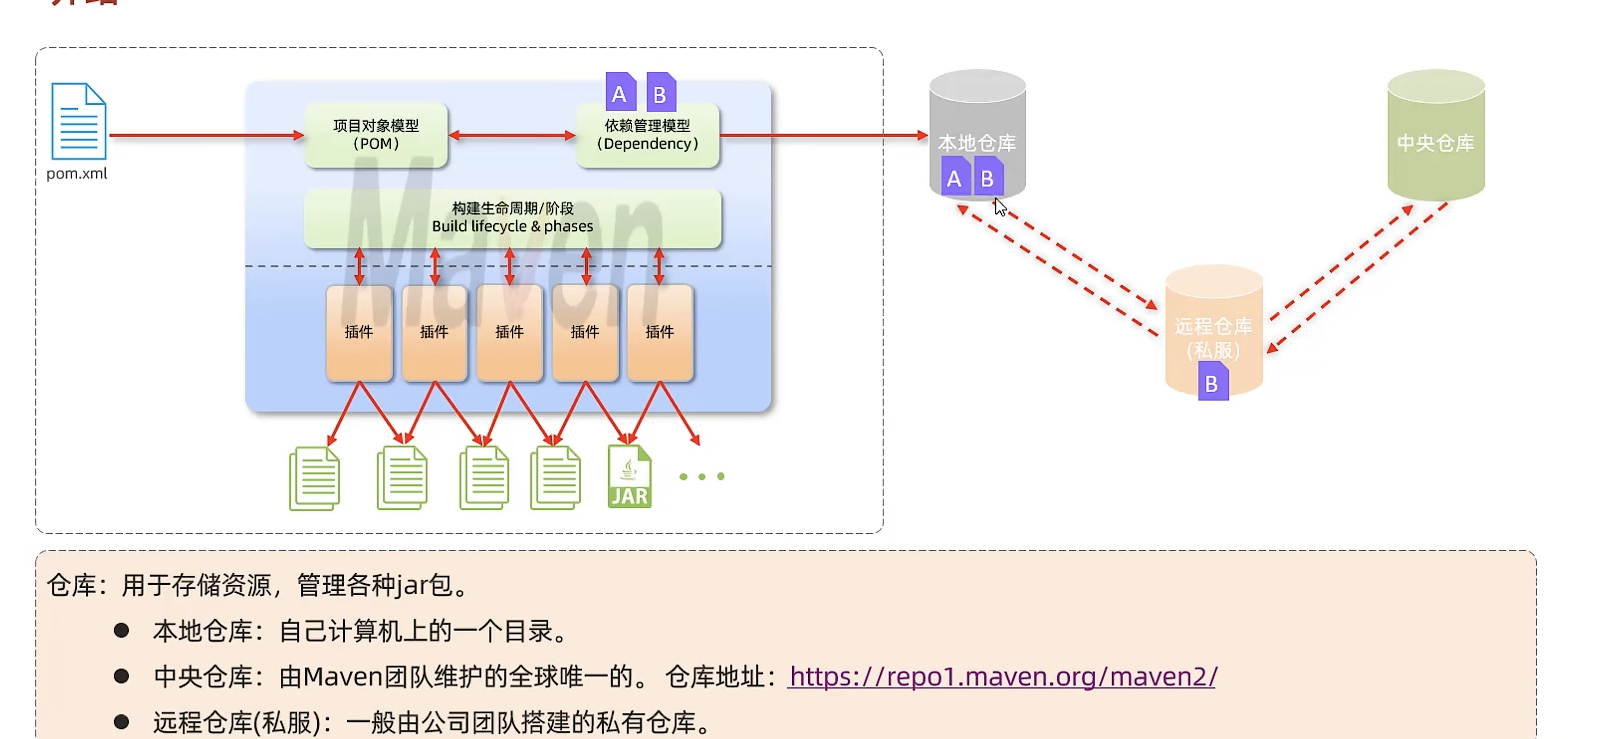 介绍
A B
项目对象模型
（POM）
依赖管理模型
（Dependency）
pom.xml
本地仓库
A B
中央仓库
构建生命周期/阶段
Build lifecycle & phases
Maven
插件 插件 插件 插件 插件
远程仓库
(私服)
B
JAR
仓库：用于存储资源，管理各种jar包。
本地仓库：自己计算机上的一个目录。
中央仓库：由Maven团队维护的全球唯一的。 仓库地址：https://repo1.maven.org/maven2/
远程仓库(私服)：一般由公司团队搭建的私有仓库。